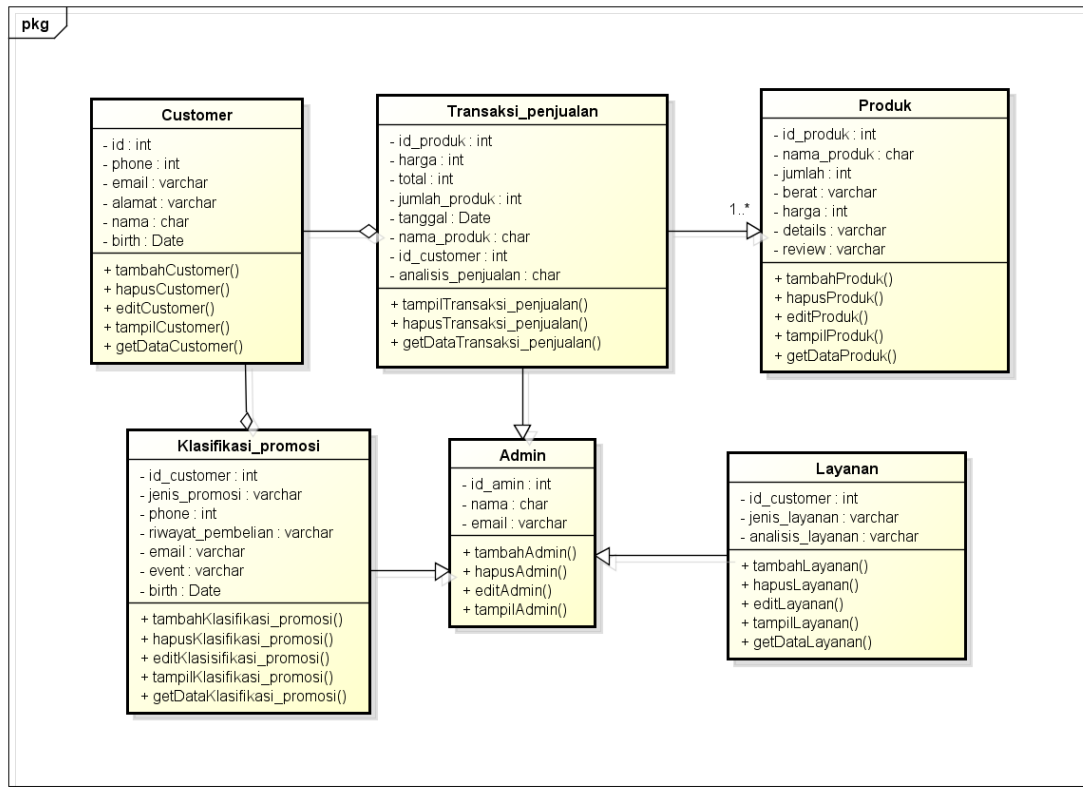 pkg
Customer
- id : int
- phone : int
- email : varchar
- alamat : varchar
- nama : char
- birth : Date
+ tambahCustomer()
+ hapusCustomer()
+ editCustomer()
+ tampilCustomer()
+ getDataCustomer()
Transaksi_penjualan
- id_produk : int
- harga : int
- total : int
- jumlah_produk : int
- tanggal : Date
- nama_produk : char
- id_customer : int
- analisis_penjualan : char
+ tampilTransaksi_penjualan()
+ hapusTransaksi_penjualan()
+ getDataTransaksi_penjualan()
1..*
Produk
- id_produk : int
- nama_produk : char
- jumlah : int
- berat : varchar
- harga : int
- details : varchar
- review : varchar
+ tambahProduk()
+ hapusProduk()
+ editProduk()
+ tampilProduk()
+ getDataProduk()
Klasifikasi_promosi
- id_customer : int
- jenis_promosi : varchar
- phone : int
- riwayat_pembelian : varchar
- email : varchar
- event : varchar
- birth : Date
+ tambahKlasifikasi_promosi()
+ hapusKlasifikasi_promosi()
+ editKlasisifikasi_promosi()
+ tampilKlasifikasi_promosi()
+ getDataKlasifikasi_promosi()
Admin
- id_amin : int
- nama : char
- email : varchar
+ tambahAdmin()
+ hapusAdmin()
+ editAdmin()
+ tampilAdmin()
Layanan
- id_customer : int
- jenis_layanan : varchar
- analisis_layanan : varchar
+ tambahLayanan()
+ hapusLayanan()
+ editLayanan()
+ tampilLayanan()
+ getDataLayanan()